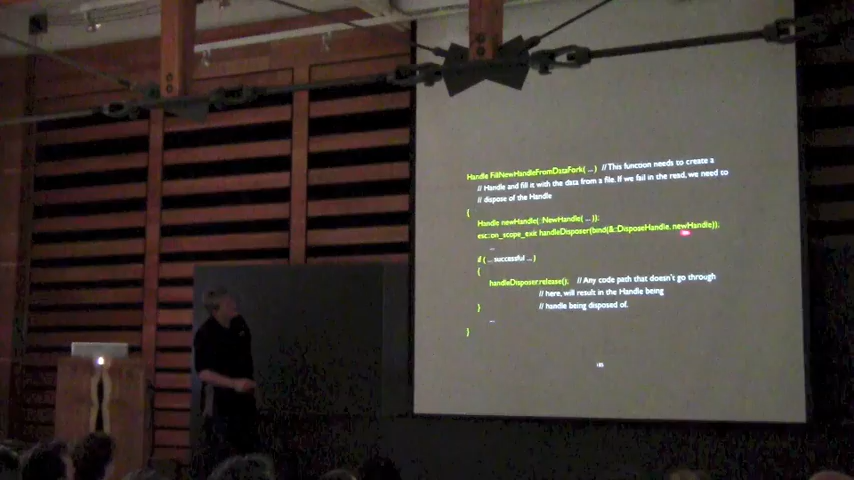 Handle FillNewHandleFromDataFork( ... ) // This function needs to create a
// Handle and fill it with the data from a file. If we fail in the read, we need to
// dispose of the Handle
{
Handle newHandle( ::NewHandle( ... ));
esc::on_scope_exit handleDisposer(bind(&::DisposeHandle, newHandle));
...
if ( ... successful ... )
{
handleDisposer.release(); // Any code path that doesn't go through
// here, will result in the Handle being
} // handle being disposed of.
...
}